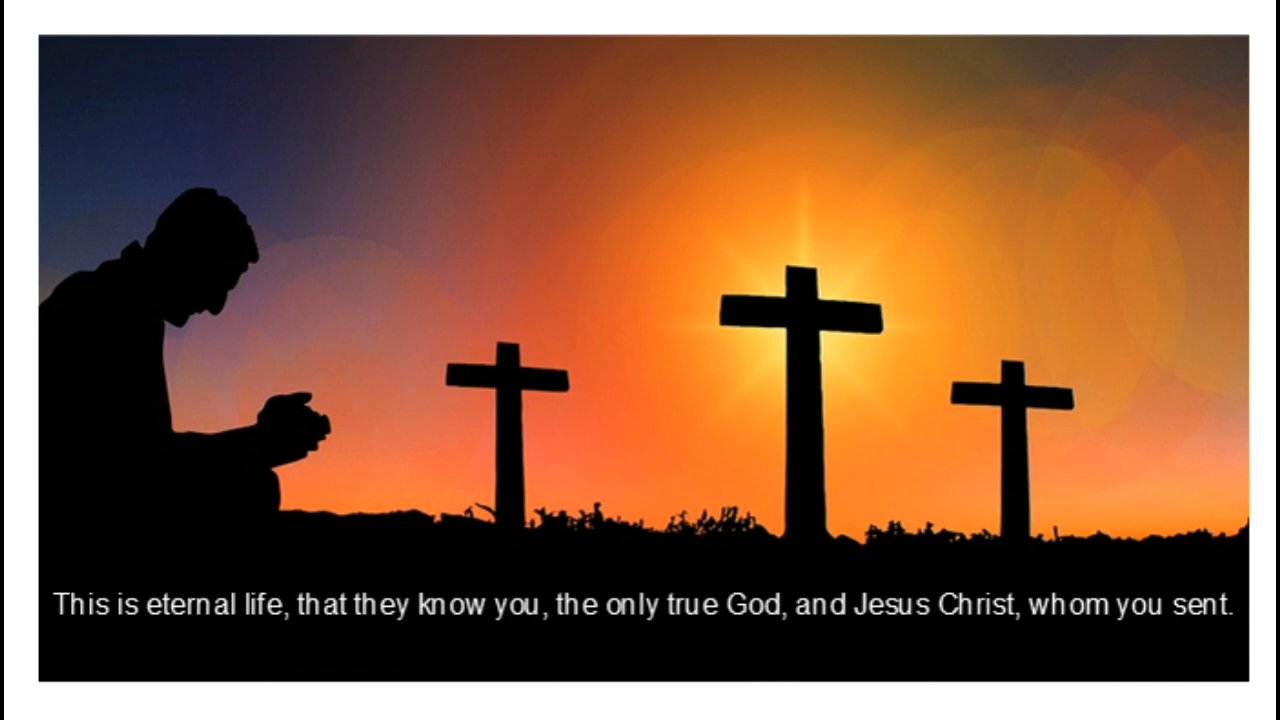 This is eternal life, that they know you, the only true God, and Jesus Christ, whom you sent.